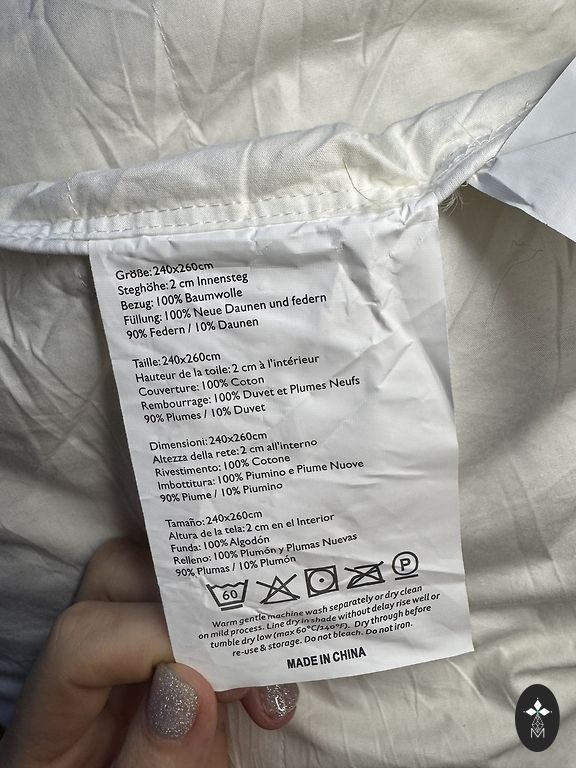 Größe: 240x260cm
Steghöhe: 2 cm Innensteg
Bezug: 100% Baumwolle
Füllung: 100% Neue Daunen und federn
90% Federn / 10% Daunen
Taille: 240x260cm
Hauteur de la toile: 2 cm à l'intérieur
Couverture: 100% Coton
Rembourrage: 100% Duvet et Plumes Neufs
90% Plumes / 10% Duvet
Dimensioni: 240x260cm
Altezza della rete: 2 cm all'interno
Rivestimento: 100% Cotone
Imbottitura: 100% Piumino e Piume Nuove
90% Piume / 10% Piumino
Tamaño: 240x260cm
Altura de la tela: 2 cm en el Interior
Funda: 100% Algodón
Relleno: 100% Plumón y Plumas Nuevas
90% Plumas / 10% Plumón
60 P
Warm gentle machine wash separately or dry clean
on mild process. Line dry in shade without delay rise well or
tumble dry low (max 60°C/140°F). Dry through before
re-use & storage. Do not bleach. Do not iron.
MADE IN CHINA
M